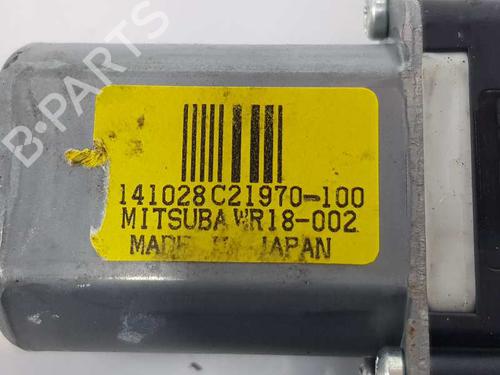 B-PARTS
141028C21970-100
MITSUBA WR18-002
MADE IN JAPAN